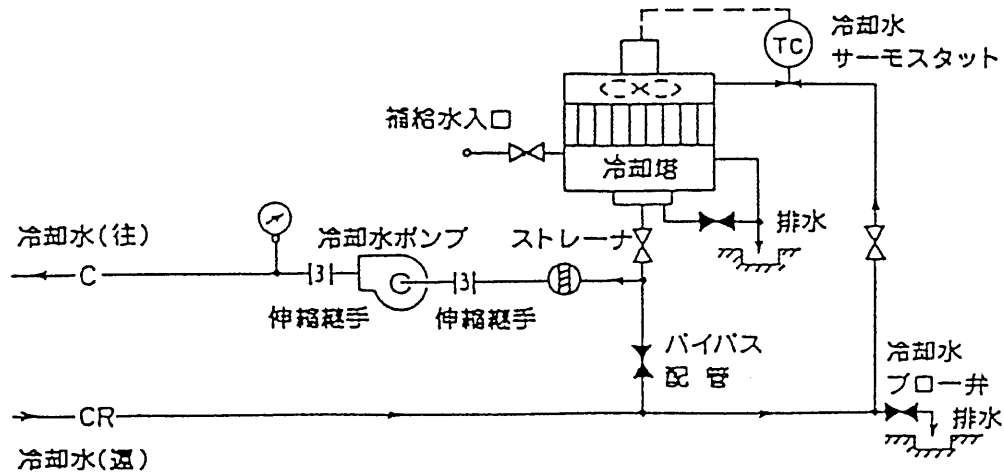 冷却水
サーモスタット
TC
補給水入口
冷却塔
冷却水(往)
冷却水ポンプ
ストレーナ
排水
C
3
C
3
伸縮継手
伸縮継手
バイパス
配管
冷却水
ブロー弁
CR
排水
冷却水(還)